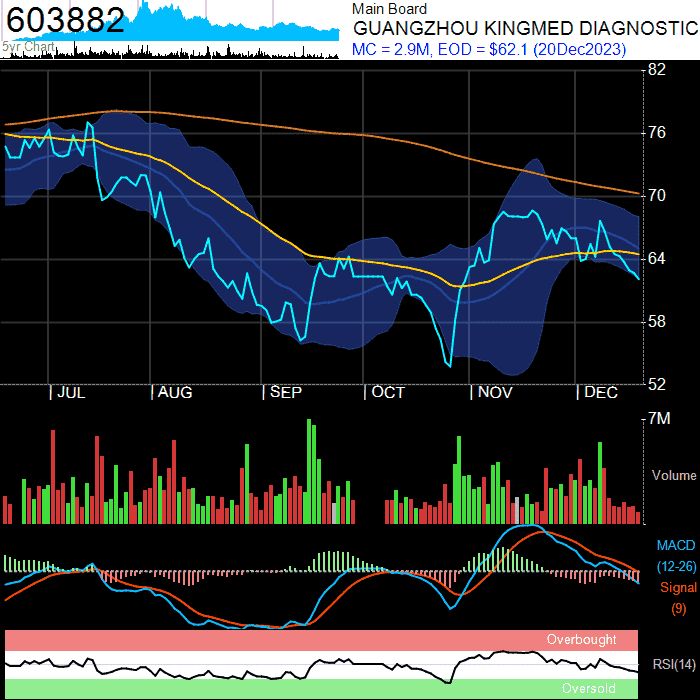 603882
5yr Chart
Main Board
GUANGZHOU KINGMED DIAGNOSTIC
MC = 2.9M, EOD = $62.1 (20Dec2023)
82
76
70
64
58
52
| JUL | AUG | SEP | OCT | NOV | DEC
7M
Volume
MACD
(12-26)
Signal
(9)
Overbought
RSI(14)
Oversold